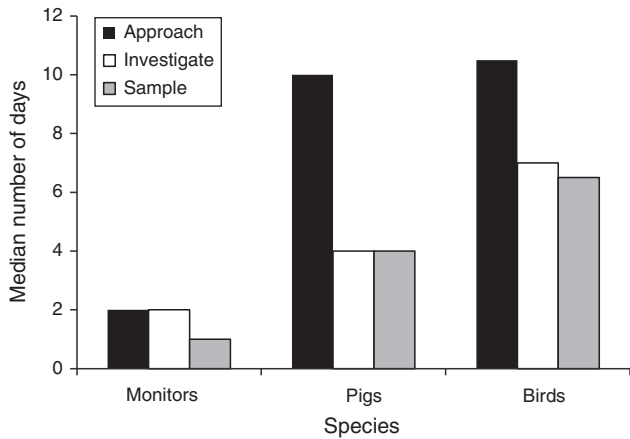 12
10
8
6
4
2
0
Median number of days
Approach
Investigate
Sample
Monitors
Pigs
Birds
Species